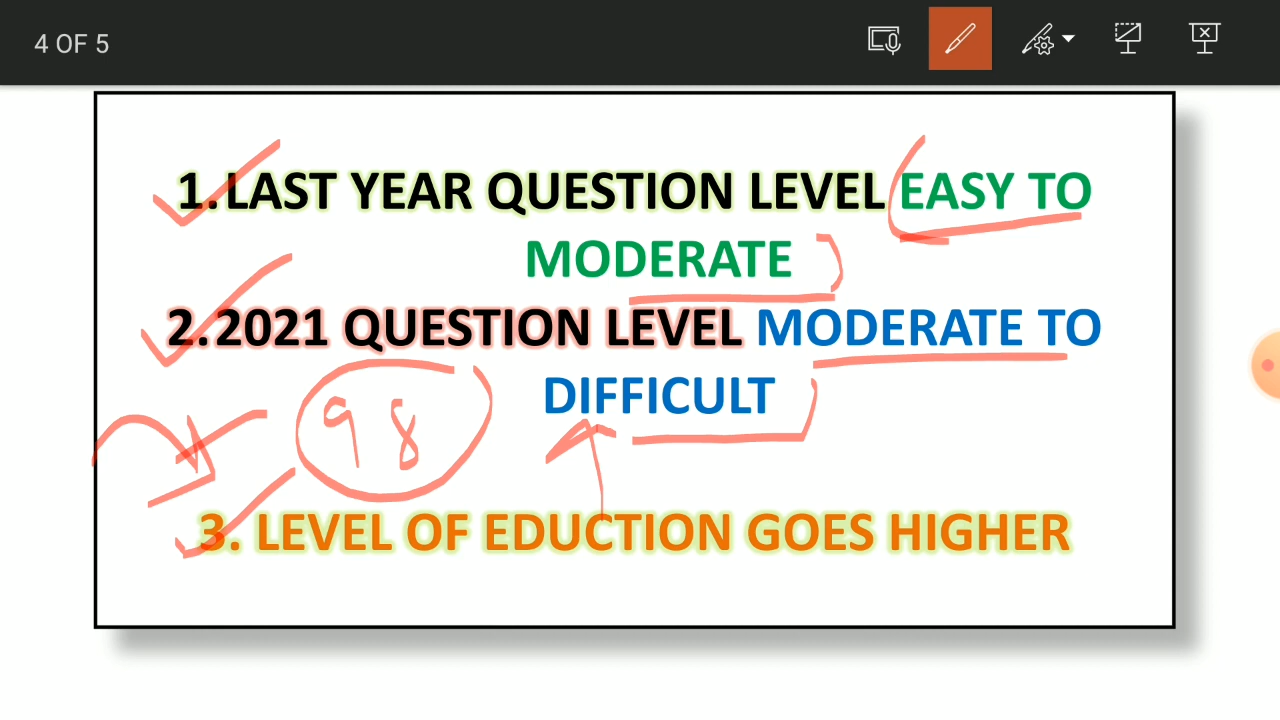 4 OF 5
1.LAST YEAR QUESTION LEVEL EASY TO
MODERATE
2.2021 QUESTION LEVEL MODERATE TO
DIFFICULT
98
3. LEVEL OF EDUCTION GOES HIGHER